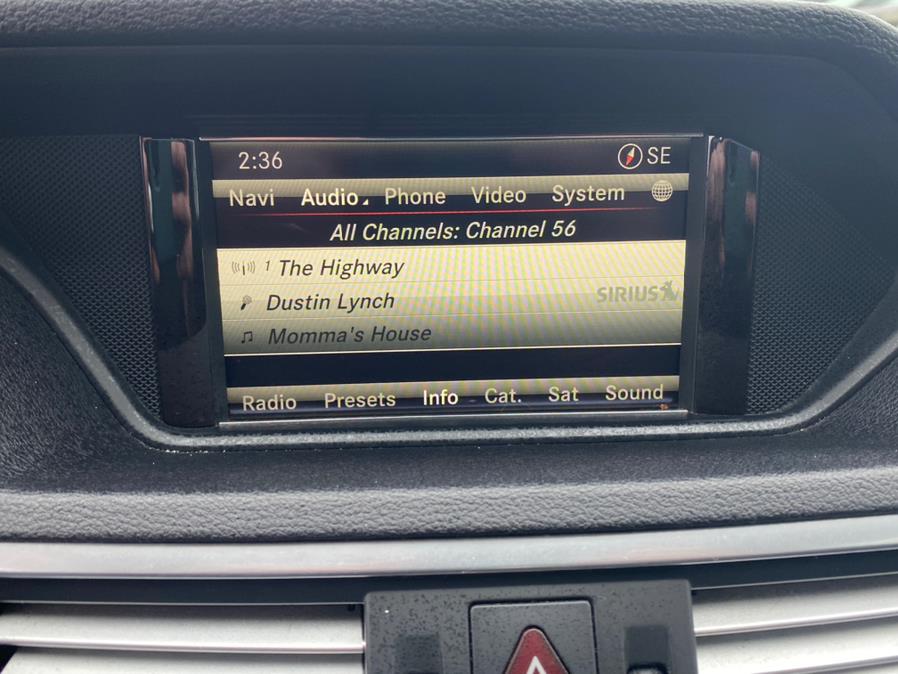 2:36 SE
Navi Audio Phone Video System
All Channels: Channel 56
1 The Highway
Dustin Lynch
SIRIUS
Momma's House
Radio Presets Info Cat. Sat Sound